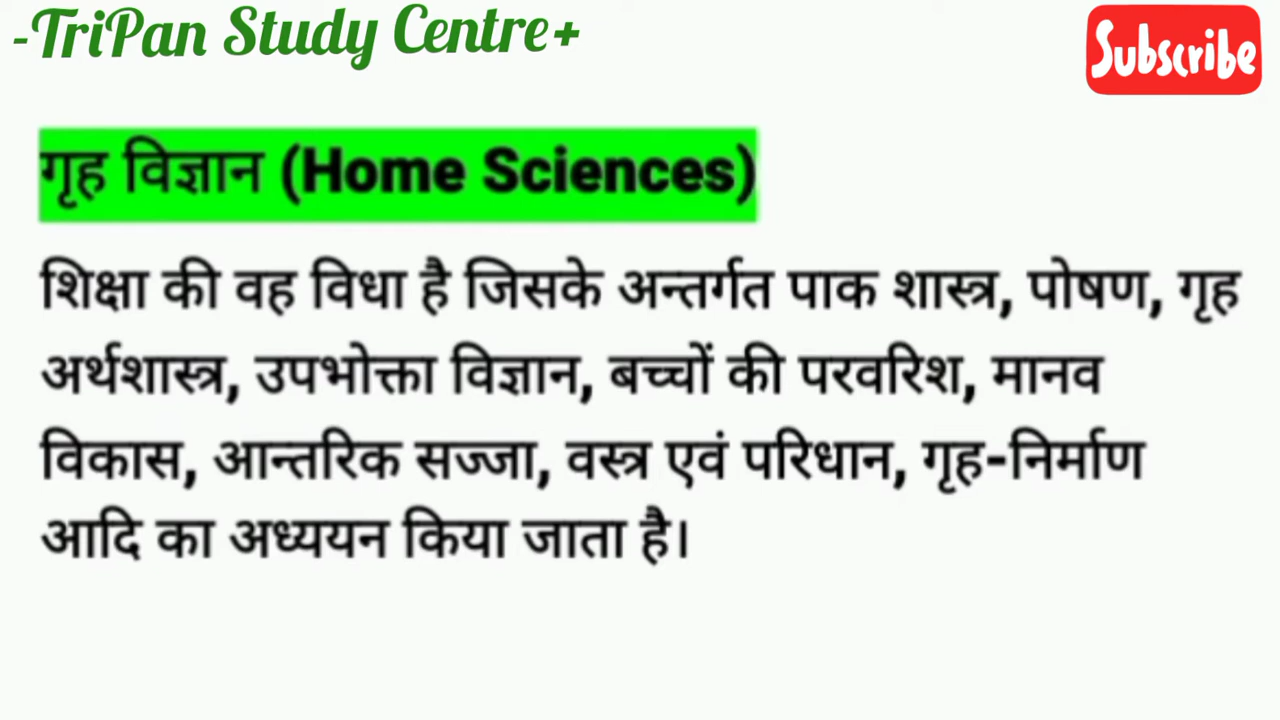 -TriPan Study Centre+
Subscribe
गृह विज्ञान (Home Sciences)
शिक्षा की वह विधा है जिसके अन्तर्गत पाक शास्त्र, पोषण, गृह
अर्थशास्त्र, उपभोक्ता विज्ञान, बच्चों की परवरिश, मानव
विकास, आन्तरिक सज्जा, वस्त्र एवं परिधान, गृह-निर्माण
आदि का अध्ययन किया जाता है।